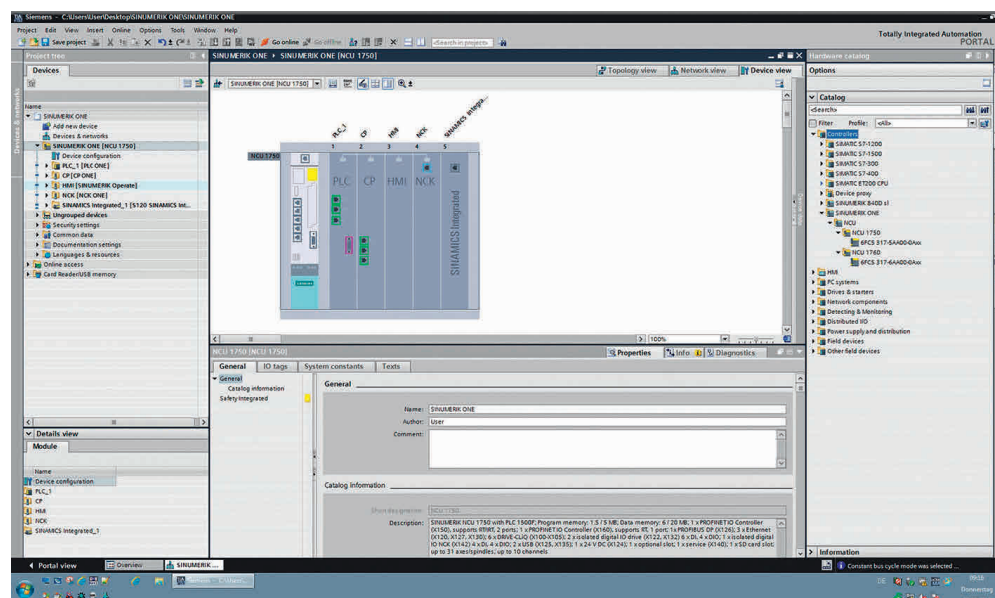 Siemens - C:\Users\User\Desktop\SINUMERIK ONE\SINUMERIK ONE
Project Edit View Insert Online Options Tools Window Help
Totally Integrated Automation
PORTAL
Save project
Go online
Go offline
<Search in project>
Project tree
SINUMERIK ONE ▸ SINUMERIK ONE [NCU 1750]
Hardware catalog
Devices
Topology view
Network view
Device view
Options
SINUMERIK ONE [NCU 1750]
Devices & networks
Name
SINUMERIK ONE
Add new device
Devices & networks
SINUMERIK ONE [NCU 1750]
Device configuration
PLC_1 [PLC ONE]
CP [CP ONE]
HMI [SINUMERIK Operate]
NCK [NCK ONE]
SINAMICS Integrated_1 [S120 SINAMICS Int...
Ungrouped devices
Security settings
Common data
Documentation settings
Languages & resources
Online access
Card Reader/USB memory
PLC_1
CP
HMI
NCK
SINAMICS Integra...
1
2
3
4
5
NCU 1750
PLC
CP
HMI
NCK
SINAMICS Integrated
100%
Catalog
<Search>
Filter
Profile:
<All>
Controllers
SIMATIC S7-1200
SIMATIC S7-1500
SIMATIC S7-300
SIMATIC S7-400
SIMATIC ET200 CPU
Device proxy
SINUMERIK 840D sl
SINUMERIK ONE
NCU
NCU 1750
6FC5 317-5AA00-0Axx
NCU 1760
6FC5 317-6AA00-0Axx
HMI
PC systems
Drives & starters
Network components
Detecting & Monitoring
Distributed I/O
Power supply and distribution
Field devices
Other field devices
NCU 1750 [NCU 1750]
Properties
Info
Diagnostics
General
IO tags
System constants
Texts
General
Catalog information
Safety Integrated
General
Name:
SINUMERIK ONE
Author:
User
Comment:
Catalog information
Short designation:
NCU 1750
Description:
SINUMERIK NCU 1750 with PLC 1500F; Program memory: 1.5 / 5 MB; Data memory: 6 / 20 MB; 1 x PROFINET IO Controller
(X150), supports RT/IRT, 2 ports; 1 x PROFINET IO Controller (X160), supports RT, 1 port; 1x PROFIBUS DP (X126); 3 x Ethernet
(X120, X127, X130); 6 x DRIVE-CLiQ (X100-X105); 2 x isolated digital IO drive (X122, X132) 6 x DI, 4 x DIO; 1 x isolated digital
IO NCK (X142) 4 x DI, 4 x DIO; 2 x USB (X125, X135); 1 x 24 V DC (X124); 1 x optional slot; 1 x service (X140); 1 x SD card slot;
up to 31 axes/spindles; up to 10 channels
Details view
Module
Name
Device configuration
PLC_1
CP
HMI
NCK
SINAMICS Integrated_1
Information
Portal view
Overview
SINUMERIK ...
Constant bus cycle mode was selected ...
DE
Donnerstag